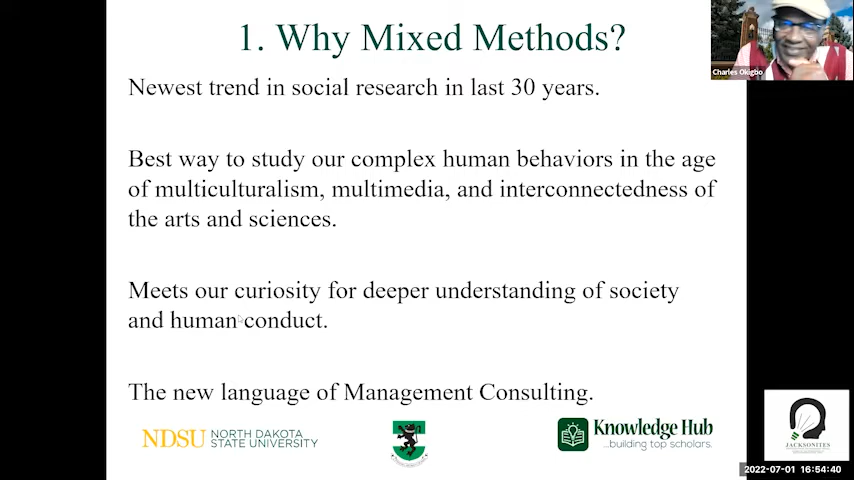 1. Why Mixed Methods?
Charles Okigbo
Newest trend in social research in last 30 years.
Best way to study our complex human behaviors in the age
of multiculturalism, multimedia, and interconnectedness of
the arts and sciences.
Meets our curiosity for deeper understanding of society
and human conduct.
The new language of Management Consulting.
NDSU NORTH DAKOTA
STATE UNIVERSITY
Knowledge Hub
...building top scholars.
JACKSONITES
2022-07-01 16:54:40